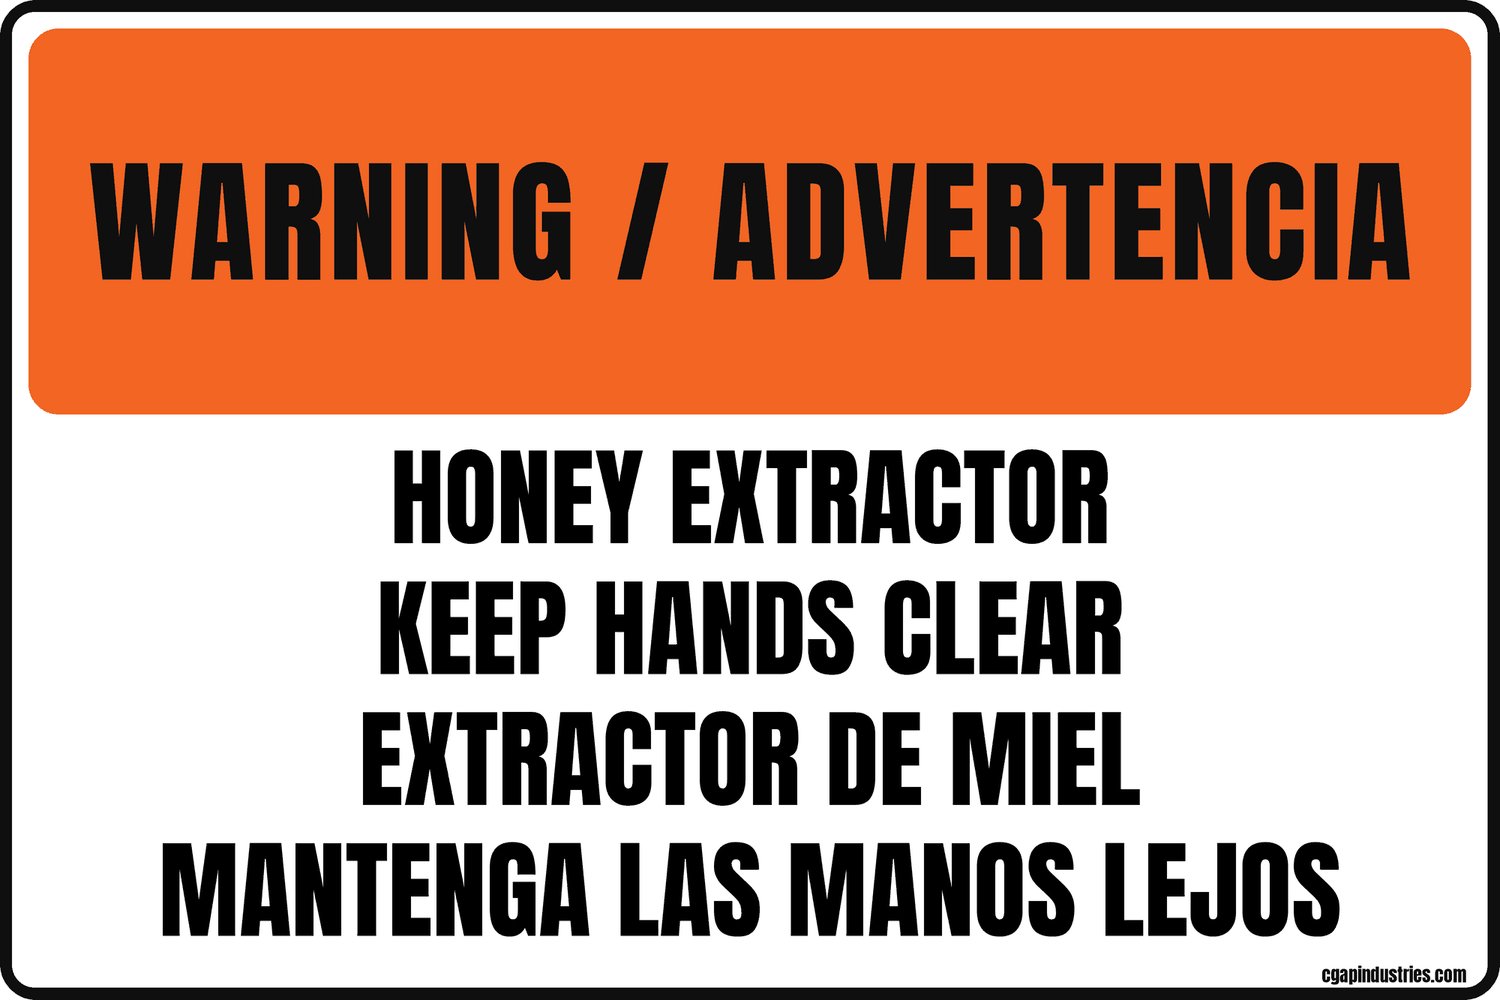 WARNING / ADVERTENCIA
HONEY EXTRACTOR
KEEP HANDS CLEAR
EXTRACTOR DE MIEL
MANTENGA LAS MANOS LEJOS
cgapindustries.com